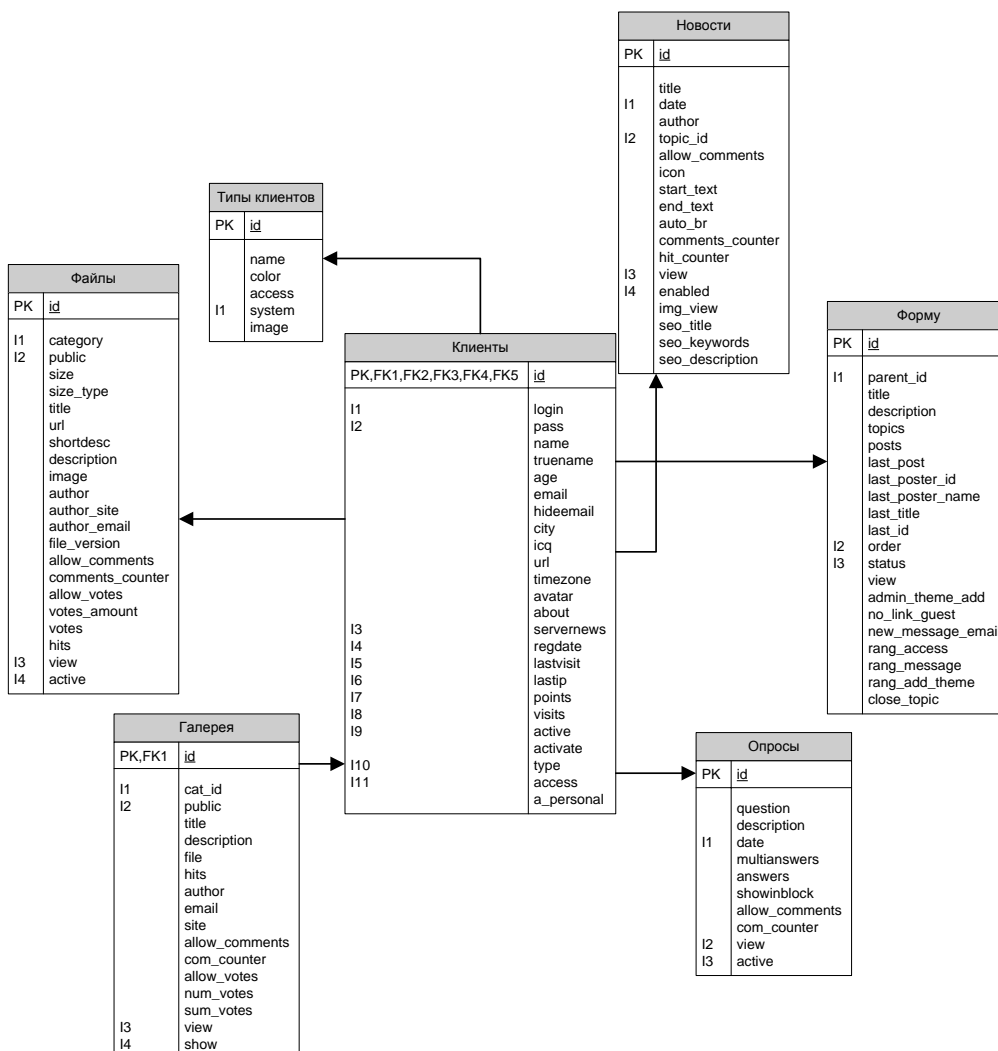 Новости
PK id
title
I1 date
author
I2 topic_id
allow_comments
icon
start_text
end_text
auto_br
comments_counter
hit_counter
I3 view
I4 enabled
img_view
seo_title
seo_keywords
seo_description
Типы клиентов
PK id
name
color
access
I1 system
image
Файлы
PK id
I1 category
I2 public
size
size_type
title
url
shortdesc
description
image
author
author_site
author_email
file_version
allow_comments
comments_counter
allow_votes
votes_amount
votes
hits
I3 view
I4 active
Клиенты
PK,FK1,FK2,FK3,FK4,FK5 id
I1 login
I2 pass
name
truename
age
email
hideemail
city
icq
url
timezone
avatar
about
I3 servernews
I4 regdate
I5 lastvisit
I6 lastip
I7 points
I8 visits
I9 active
activate
I10 type
I11 access
a_personal
Форму
PK id
I1 parent_id
title
description
topics
posts
last_post
last_poster_id
last_poster_name
last_title
last_id
I2 order
I3 status
view
admin_theme_add
no_link_guest
new_message_email
rang_access
rang_message
rang_add_theme
close_topic
Галерея
PK,FK1 id
I1 cat_id
I2 public
title
description
file
hits
author
email
site
allow_comments
com_counter
allow_votes
num_votes
sum_votes
I3 view
I4 show
Опросы
PK id
question
description
I1 date
multianswers
answers
showinblock
allow_comments
com_counter
I2 view
I3 active